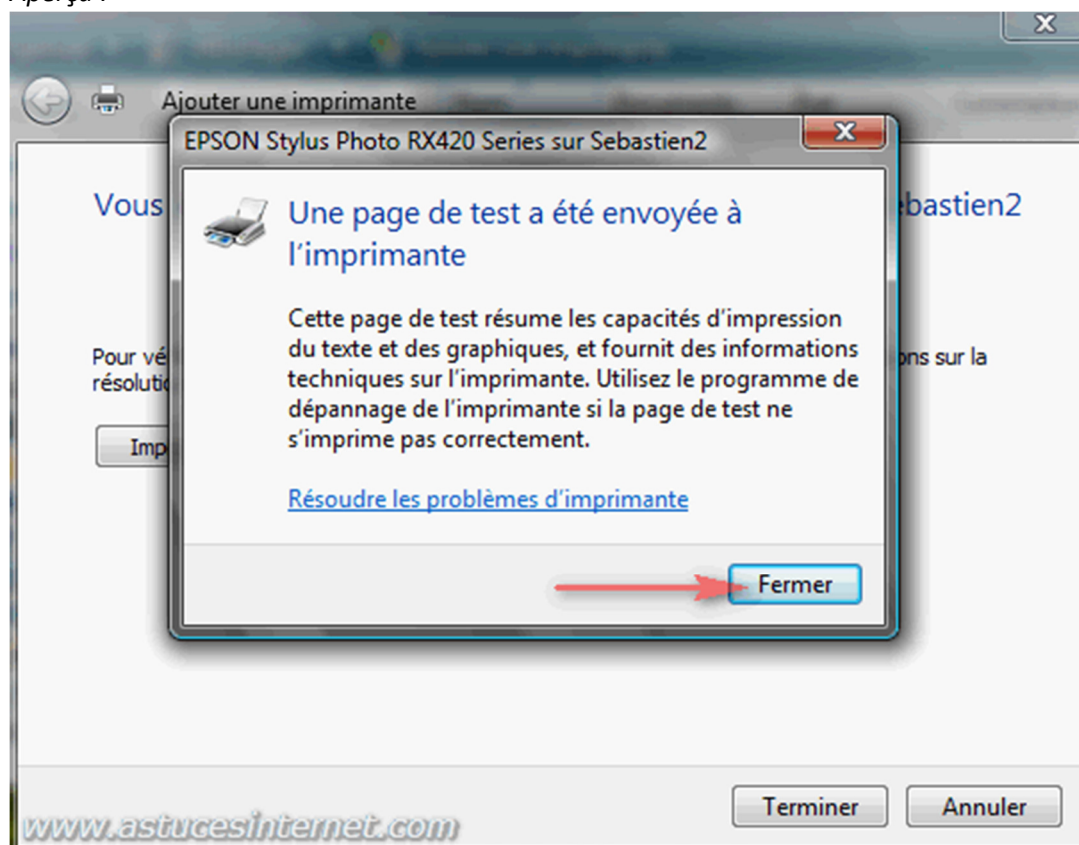 Aperçu :
Ajouter une imprimante
EPSON Stylus Photo RX420 Series sur Sebastien2
Vous
ebastien2
Une page de test a été envoyée à
l'imprimante
Cette page de test résume les capacités d'impression
du texte et des graphiques, et fournit des informations
techniques sur l'imprimante. Utilisez le programme de
dépannage de l'imprimante si la page de test ne
s'imprime pas correctement.
Pour vé
ons sur la
résolutio
Imp
Résoudre les problèmes d'imprimante
Fermer
Terminer
Annuler
www.astucesinternet.com